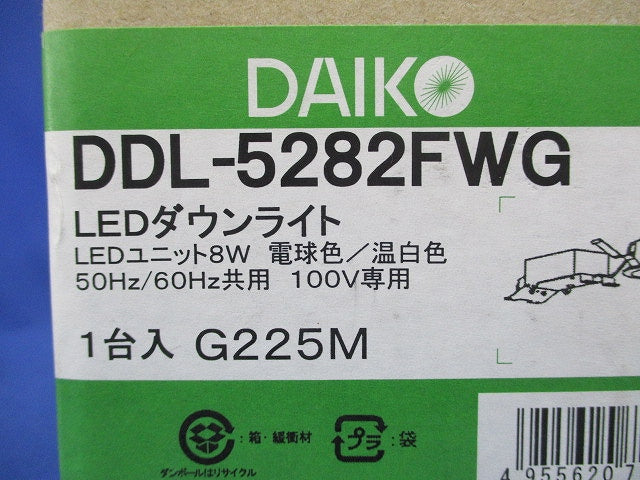 DAIKO
DDL-5282FWG
LEDダウンライト
LEDユニット8W 電球色／温白色
50Hz/60Hz共用 100V専用
1台入 G225M
：箱・緩衝材
プラ ：袋
ダンボールはリサイクル
4 955620 7